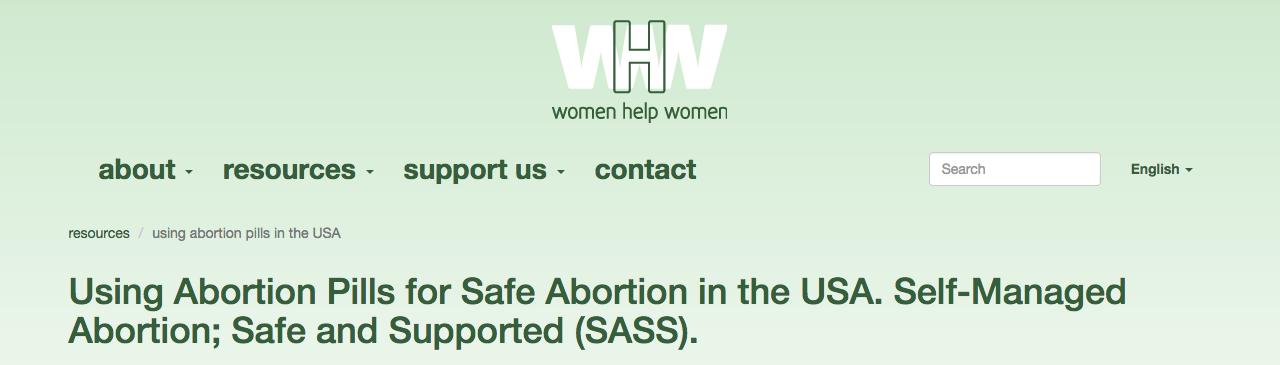 WHW
women help women
about resources support us contact Search English
resources / using abortion pills in the USA
Using Abortion Pills for Safe Abortion in the USA. Self-Managed
Abortion; Safe and Supported (SASS).